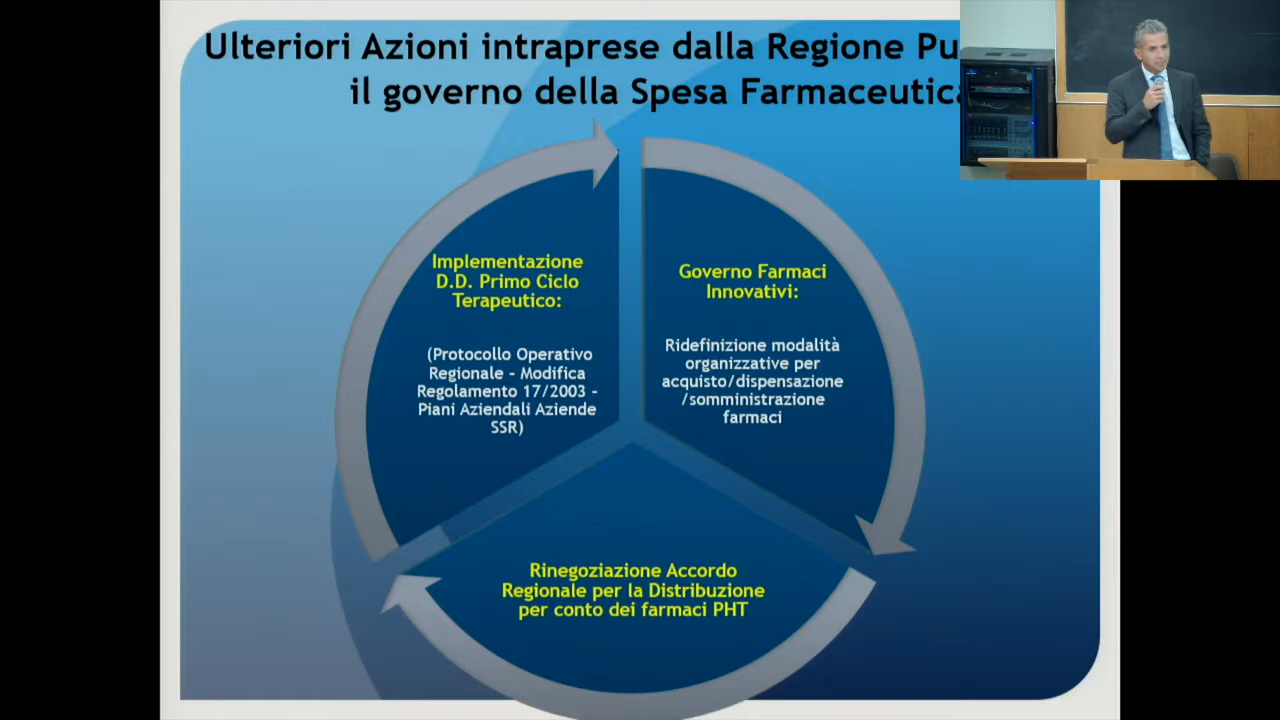 Ulteriori Azioni intraprese dalla Regione Pu
il governo della Spesa Farmaceutica
Implementazione
D.D. Primo Ciclo
Terapeutico:
(Protocollo Operativo
Regionale – Modifica
Regolamento 17/2003 –
Piani Aziendali Aziende
SSR)
Governo Farmaci
Innovativi:
Ridefinizione modalità
organizzative per
acquisto/dispensazione
/somministrazione
farmaci
Rinegoziazione Accordo
Regionale per la Distribuzione
per conto dei farmaci PHT